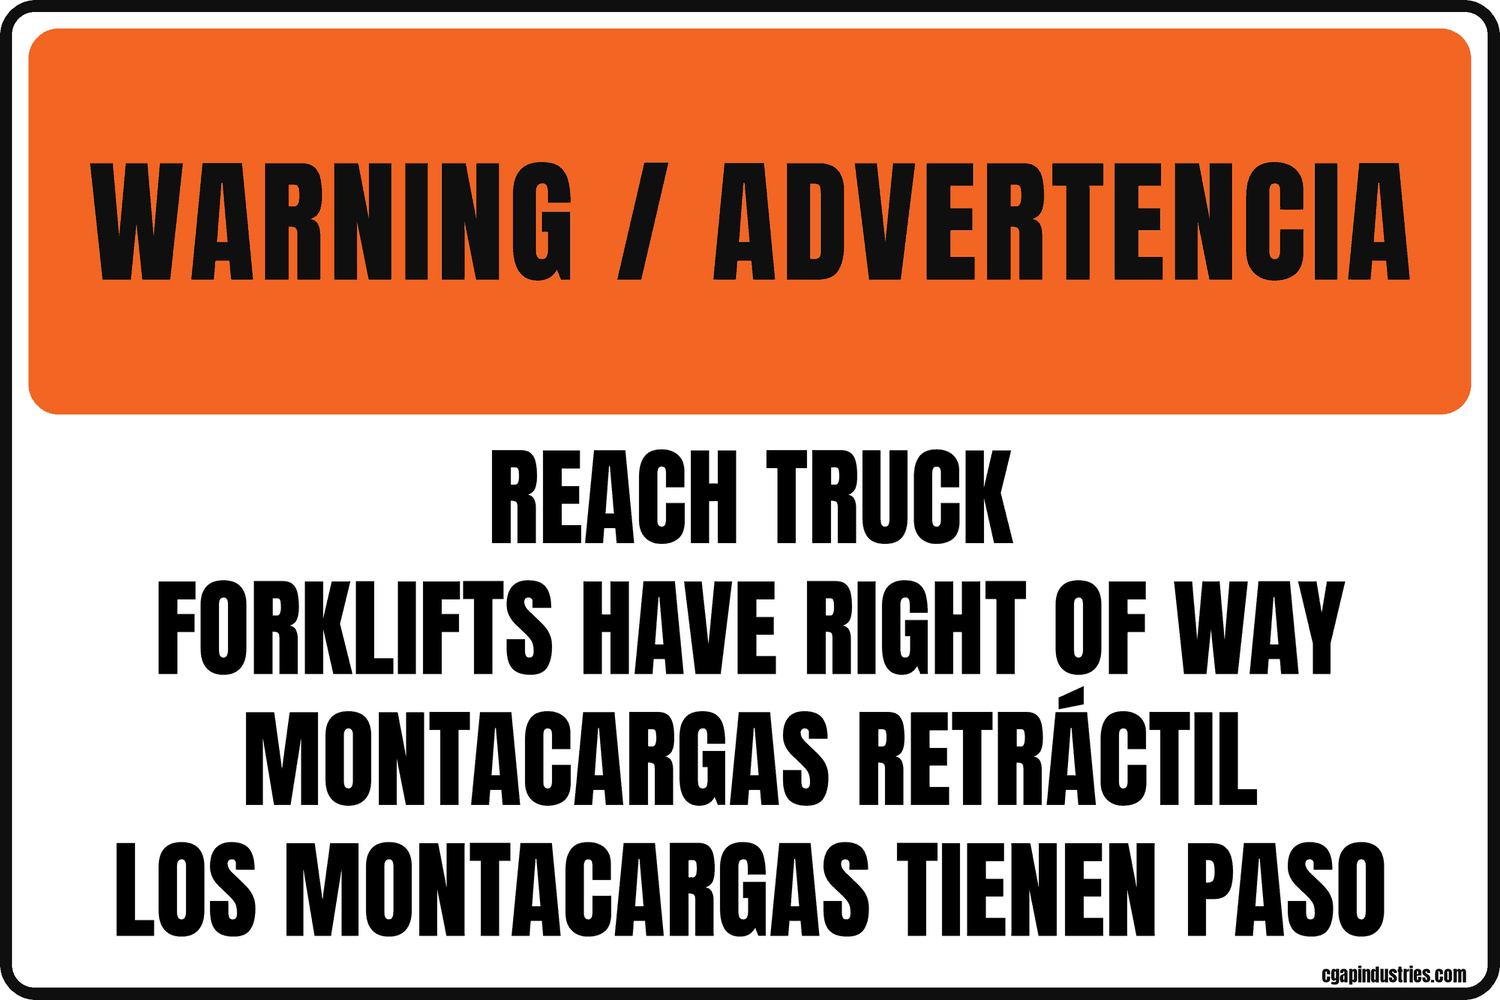 WARNING / ADVERTENCIA
REACH TRUCK
FORKLIFTS HAVE RIGHT OF WAY
MONTACARGAS RETRÁCTIL
LOS MONTACARGAS TIENEN PASO
cgapindustries.com